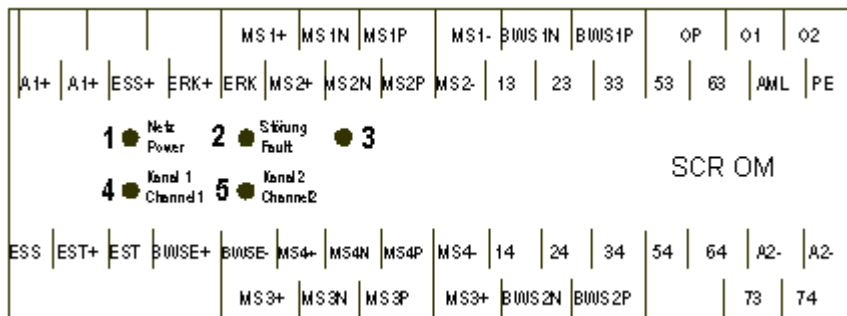 MS1+ MS1N MS1P MS1- BWS1N BWS1P OP O1 O2
A1+ A1+ ESS+ ERK+ ERK MS2+ MS2N MS2P MS2- 13 23 33 53 63 AML PE
1 Netz Power 2 Störung Fault 3
SCR OM
4 Kanal 1 Channel1 5 Kanal2 Channel2
ESS EST+ EST BWSE+ BWSE- MS4+ MS4N MS4P MS4- 14 24 34 54 64 A2- A2-
MS3+ MS3N MS3P MS3+ BWS2N BWS2P 73 74